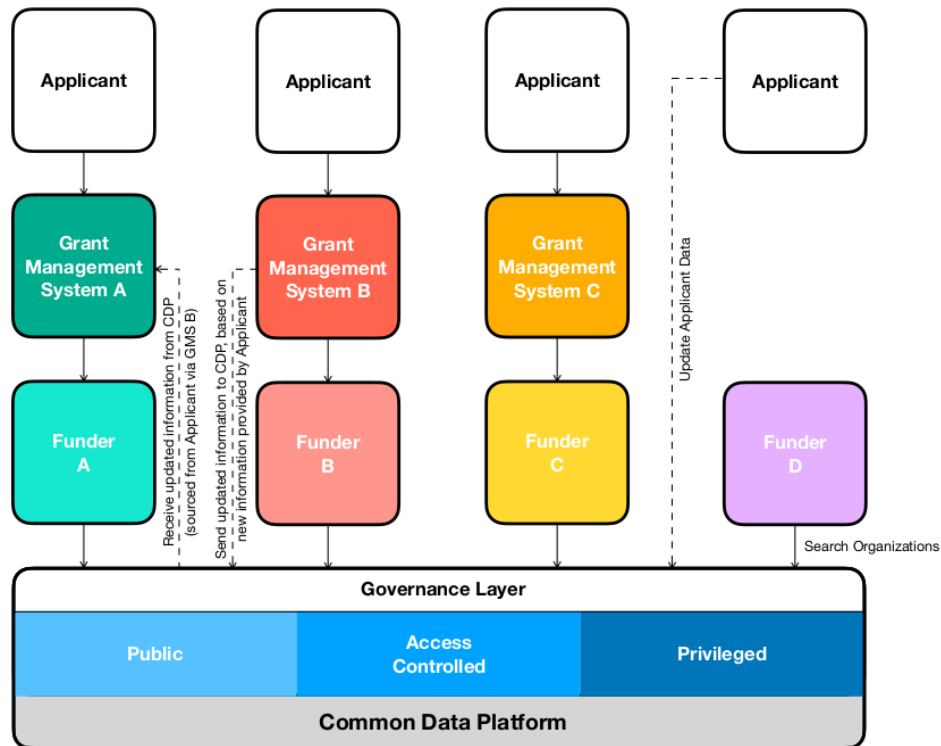 Applicant
Applicant
Applicant
Applicant
Grant
Management
System A
Grant
Management
System B
Grant
Management
System C
Receive updated information from CDP
(sourced from Applicant via GMS B)
Send updated information to CDP, based on
new information provided by Applicant
Update Applicant Data
Funder
A
Funder
B
Funder
C
Funder
D
Search Organizations
Governance Layer
Public
Access
Controlled
Privileged
Common Data Platform